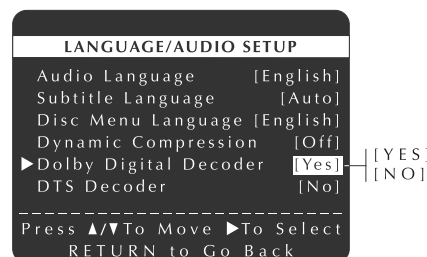 LANGUAGE/AUDIO SETUP
Audio Language [English]
Subtitle Language [Auto]
Disc Menu Language [English]
Dynamic Compression [Off]
▶Dolby Digital Decoder [Yes]
DTS Decoder [No]
Press ▲/▼To Move ▶To Select
RETURN to Go Back
[YES]
[NO]